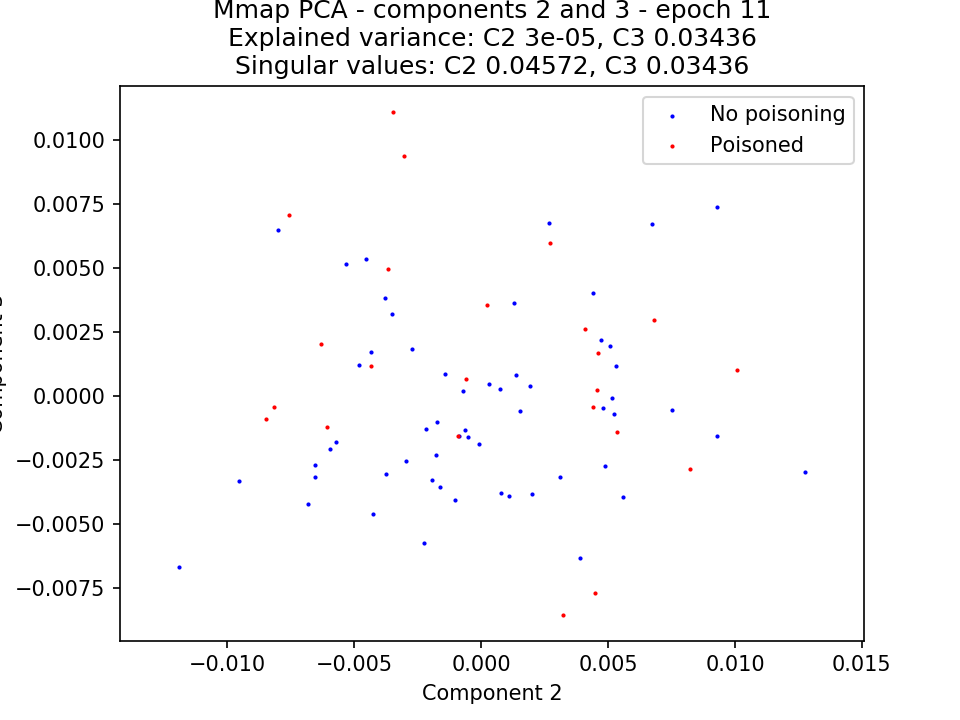 Mmap PCA - components 2 and 3 - epoch 11
Explained variance: C2 3e-05, C3 0.03436
Singular values: C2 0.04572, C3 0.03436
No poisoning
Poisoned
0.0100
0.0075
0.0050
0.0025
0.0000
−0.0025
−0.0050
−0.0075
−0.010
−0.005
0.000
0.005
0.010
0.015
Component 2